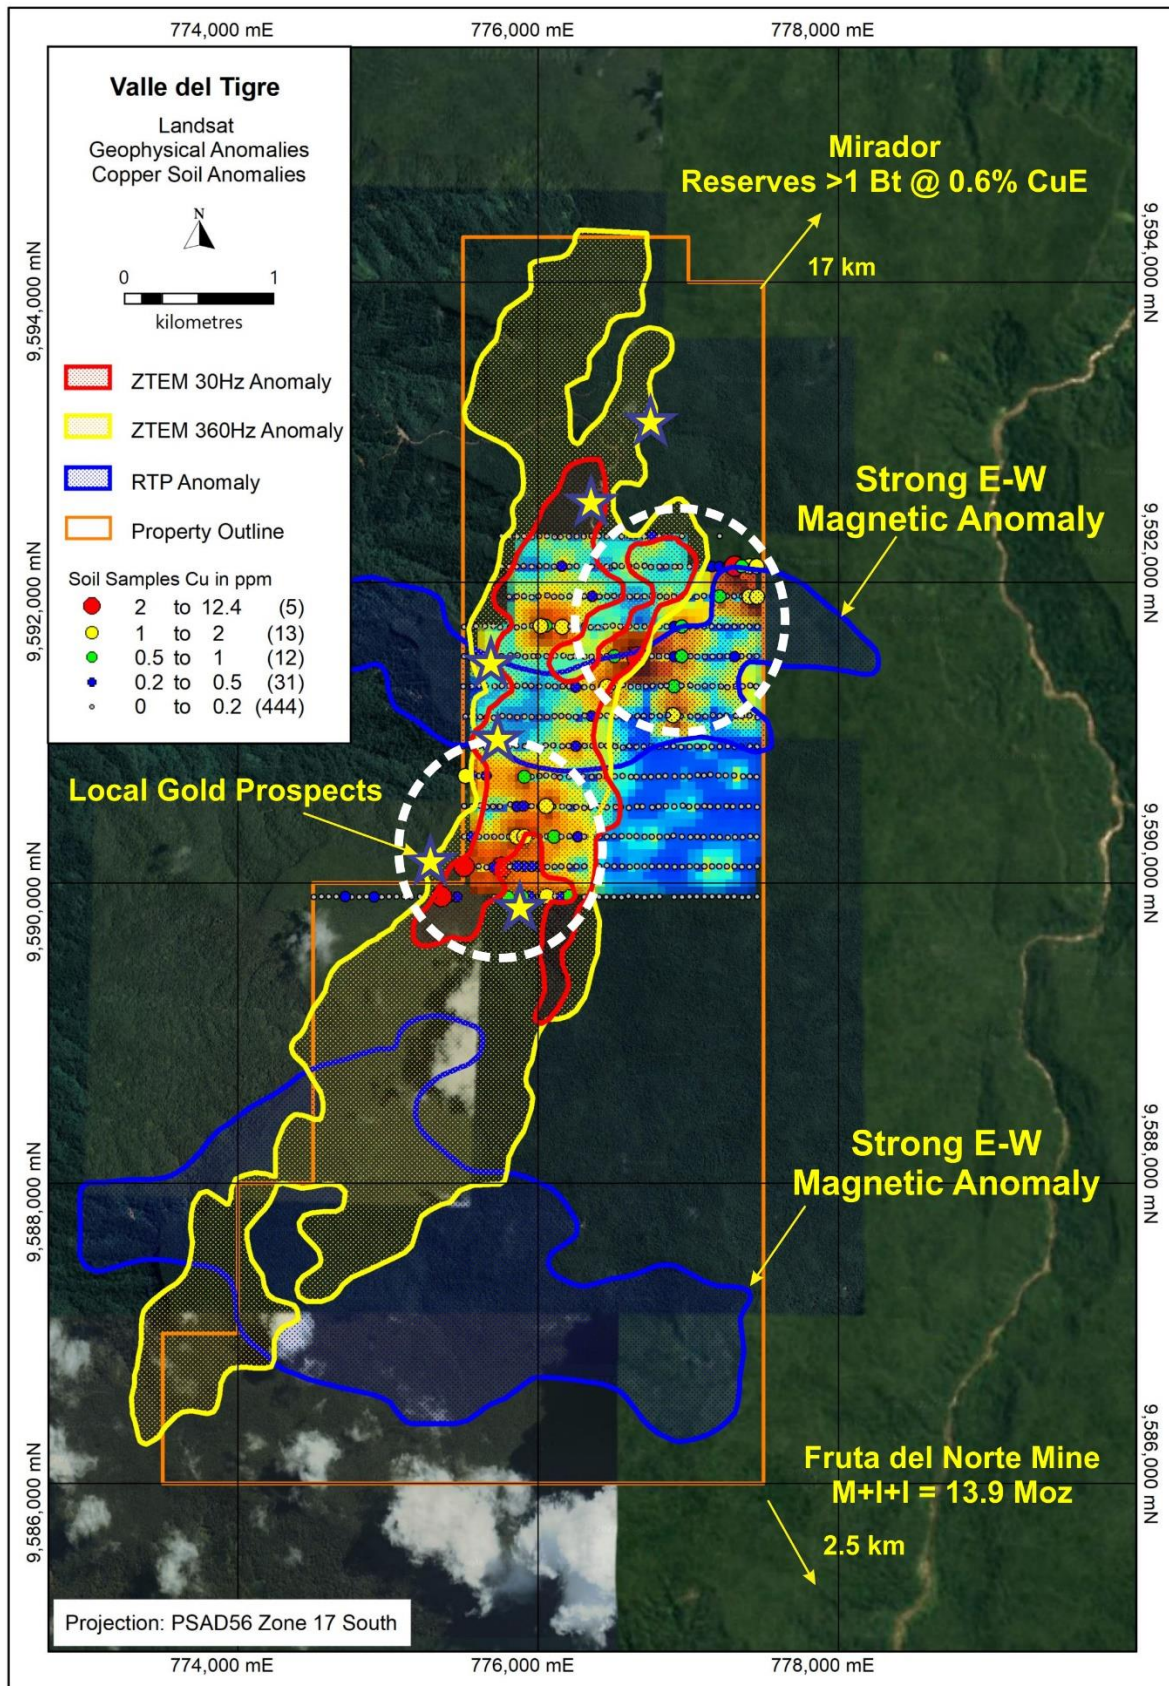 774,000 mE
776,000 mE
778,000 mE
Valle del Tigre
Landsat
Geophysical Anomalies
Copper Soil Anomalies
N
0 1
kilometres
ZTEM 30Hz Anomaly
ZTEM 360Hz Anomaly
RTP Anomaly
Property Outline
Soil Samples Cu in ppm
2 to 12.4 (5)
1 to 2 (13)
0.5 to 1 (12)
0.2 to 0.5 (31)
0 to 0.2 (444)
Mirador
Reserves >1 Bt @ 0.6% CuE
17 km
9,594,000 mN
9,594,000 mN
Strong E-W
Magnetic Anomaly
9,592,000 mN
9,592,000 mN
Local Gold Prospects
9,590,000 mN
9,590,000 mN
Strong E-W
Magnetic Anomaly
9,588,000 mN
9,588,000 mN
Fruta del Norte Mine
M+I+I = 13.9 Moz
2.5 km
9,586,000 mN
9,586,000 mN
Projection: PSAD56 Zone 17 South
774,000 mE
776,000 mE
778,000 mE